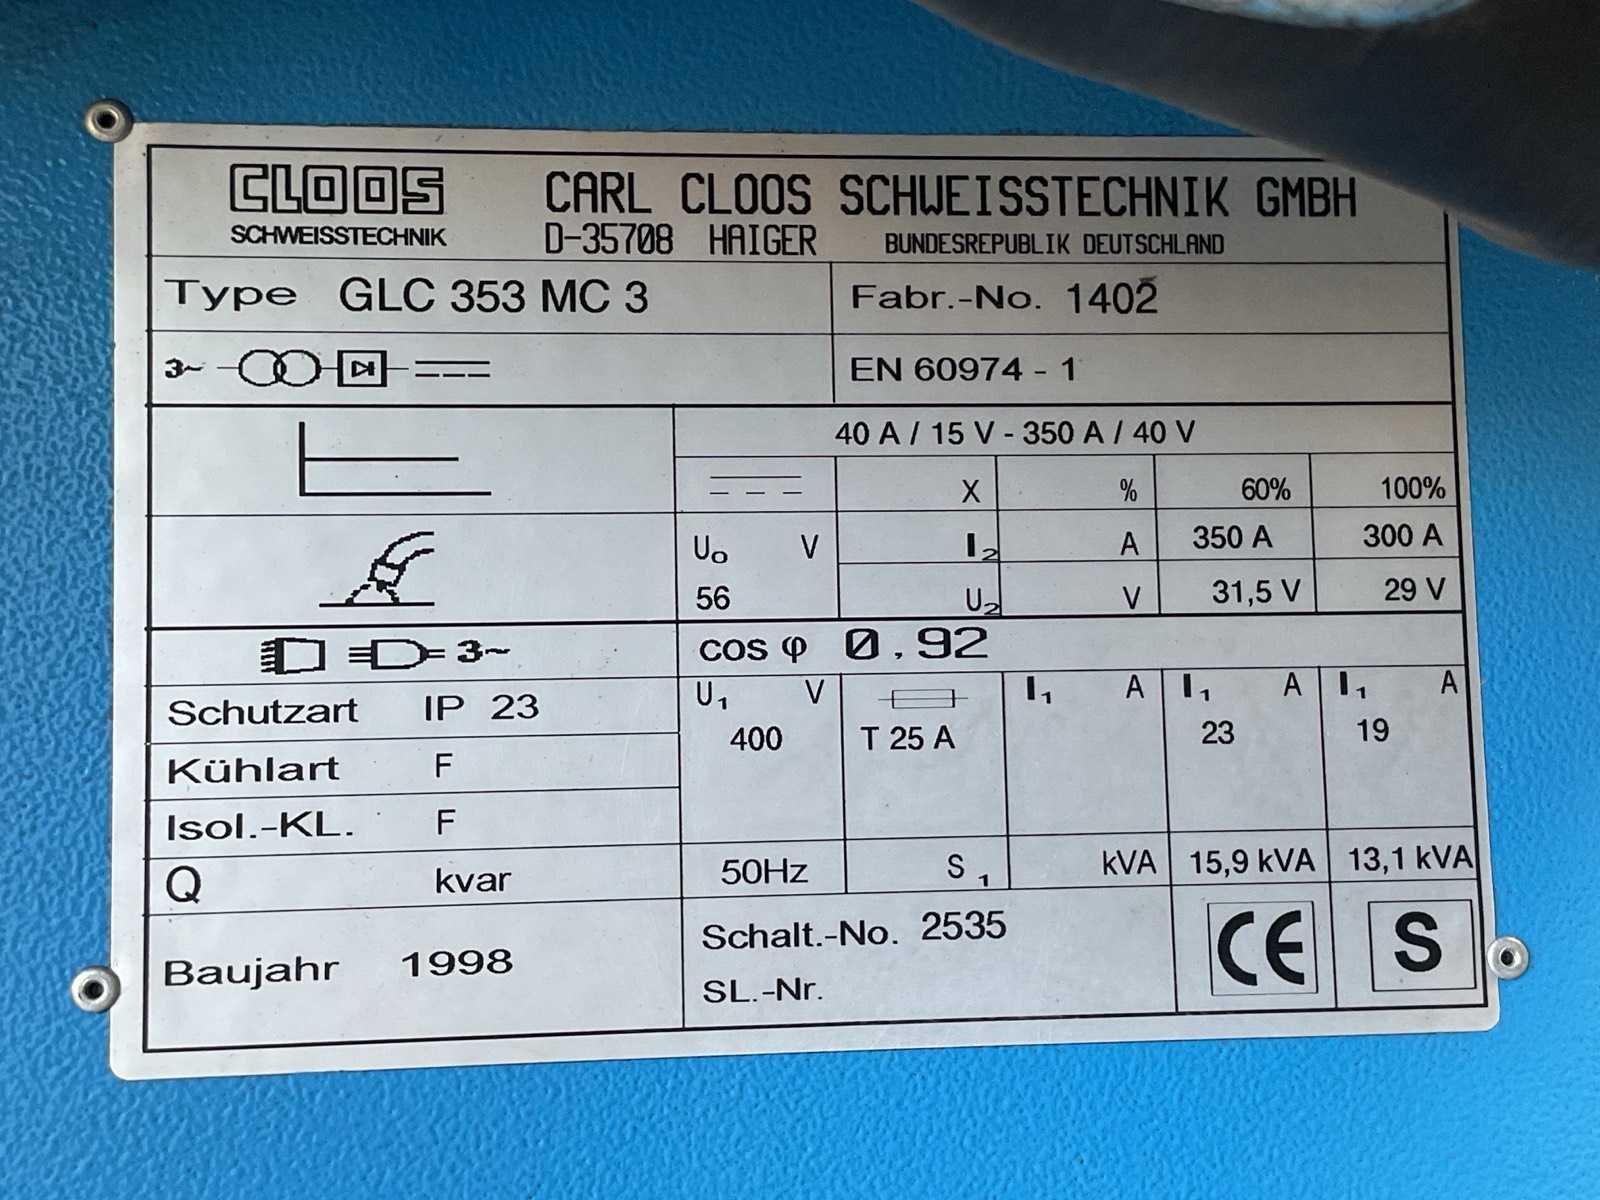 CLOOS CARL CLOOS SCHWEISSTECHNIK GMBH
SCHWEISSTECHNIK D-35708 HAIGER BUNDESREPUBLIK DEUTSCHLAND
Type GLC 353 MC 3 Fabr.-No. 1402
3~ EN 60974 - 1
40 A / 15 V - 350 A / 40 V
X % 60% 100%
U₀ V I₂ A 350 A 300 A
56 U₂ V 31,5 V 29 V
3~ cos φ 0,92
Schutzart IP 23 U₁ V I₁ A I₁ A I₁ A
400 T 25 A 23 19
Kühlart F
Isol.-KL. F
Q kvar 50Hz S₁ kVA 15,9 kVA 13,1 kVA
Baujahr 1998 Schalt.-No. 2535 CE S
SL.-Nr.